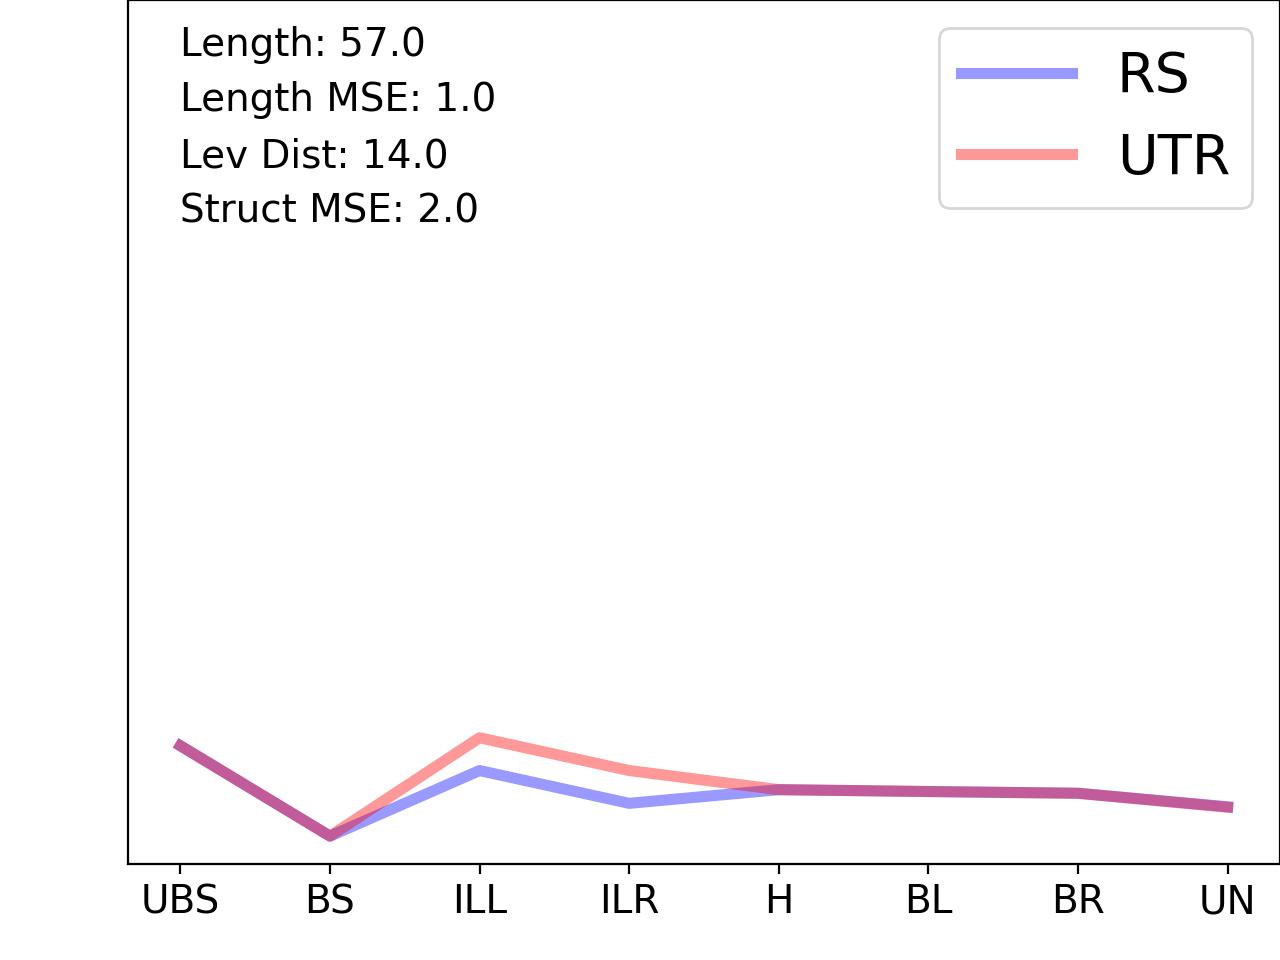 Length: 57.0
Length MSE: 1.0
Lev Dist: 14.0
Struct MSE: 2.0
RS
UTR
UBS BS ILL ILR H BL BR UN